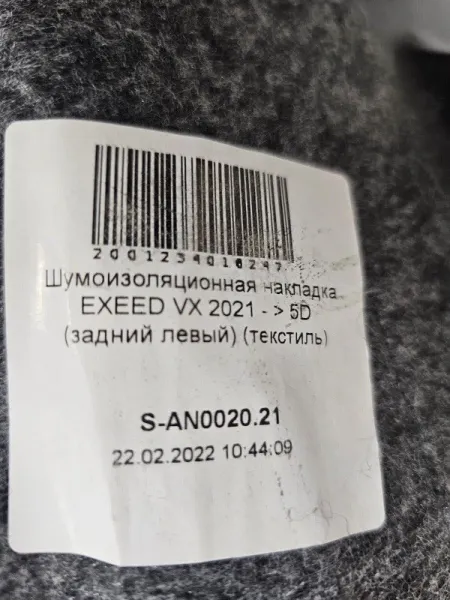 2001234016247
Шумоизоляционная накладка
EXEED VX 2021 - > 5D
(задний левый) (текстиль)
S-AN0020.21
22.02.2022 10:44:09